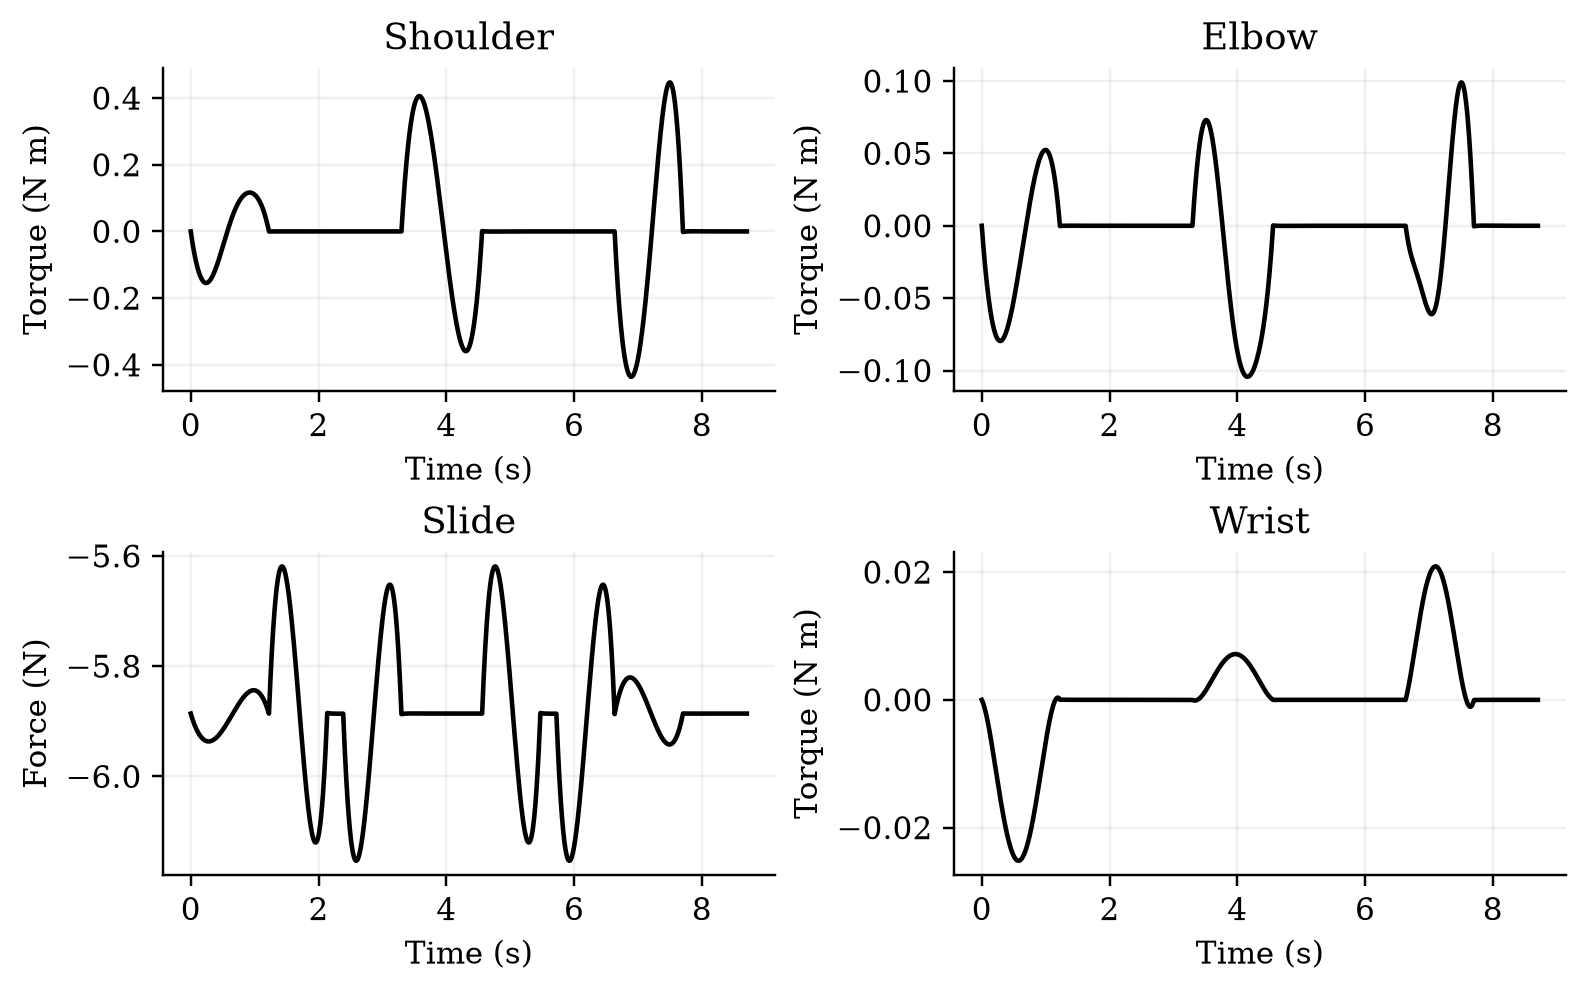 Shoulder
Torque (N m)
0.4
0.2
0.0
−0.2
−0.4
0 2 4 6 8
Time (s)
Elbow
Torque (N m)
0.10
0.05
0.00
−0.05
−0.10
0 2 4 6 8
Time (s)
Slide
Force (N)
−5.6
−5.8
−6.0
0 2 4 6 8
Time (s)
Wrist
Torque (N m)
0.02
0.00
−0.02
0 2 4 6 8
Time (s)